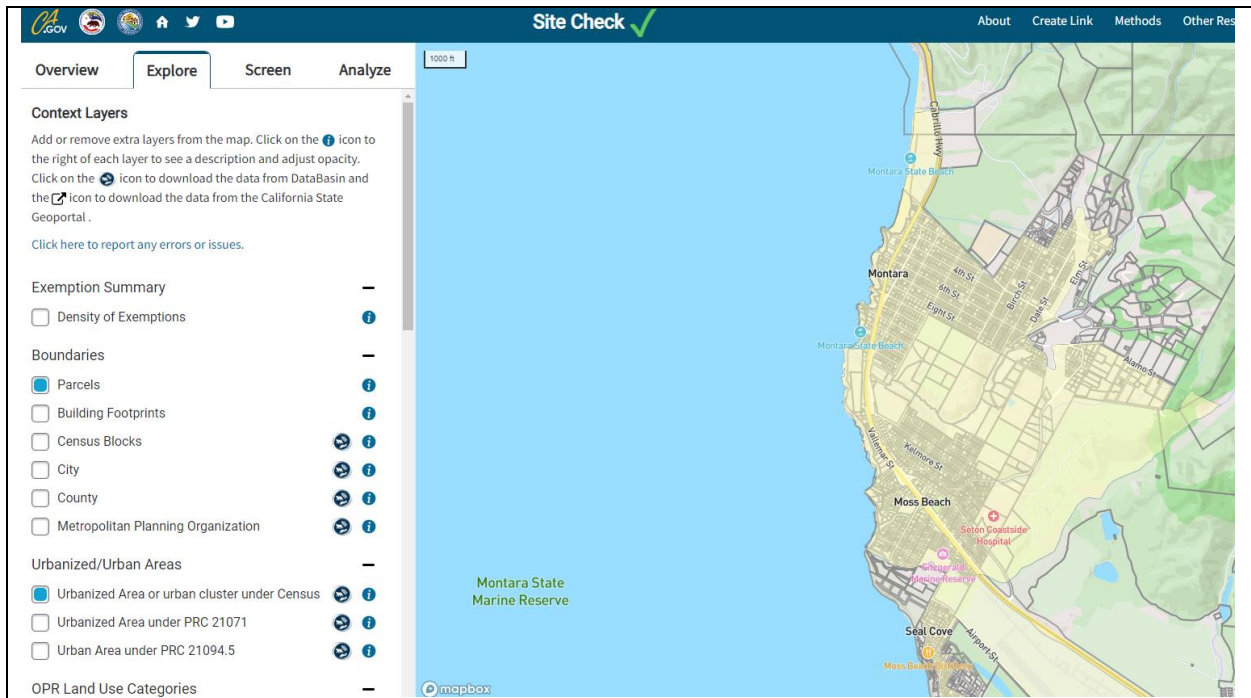 CA.GOV
Site Check
About Create Link Methods Other Res
Overview Explore Screen Analyze
Context Layers
Add or remove extra layers from the map. Click on the icon to
the right of each layer to see a description and adjust opacity.
Click on the icon to download the data from DataBasin and
the icon to download the data from the California State
Geoportal .
Click here to report any errors or issues.
Exemption Summary
Density of Exemptions
Boundaries
Parcels
Building Footprints
Census Blocks
City
County
Metropolitan Planning Organization
Urbanized/Urban Areas
Urbanized Area or urban cluster under Census
Urbanized Area under PRC 21071
Urban Area under PRC 21094.5
OPR Land Use Categories
1000 ft
Cabrillo Hwy
Montara State Beach
Montara
4th St
6th St
Eight St
Birch St
Date St
Elm St
Montara State Beach
Alamo St
Vallemar St
Kelmore St
Moss Beach
Seton Coastside
Hospital
Fitzgerald
Marine Reserve
Montara State
Marine Reserve
Seal Cove
Airport St
Moss Beach Distillery
mapbox